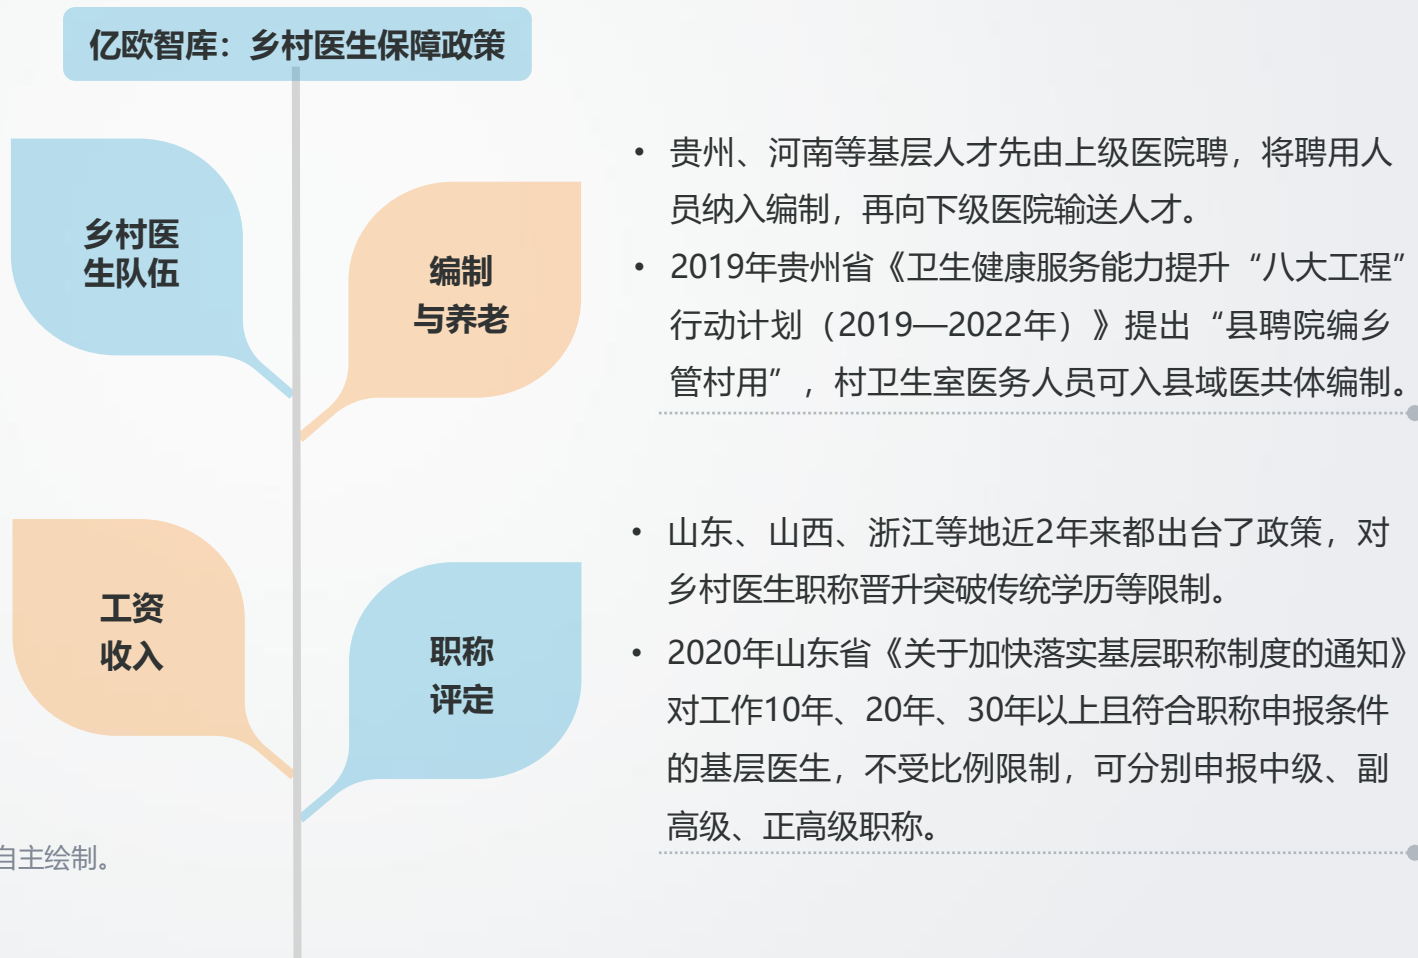 亿欧智库：乡村医生保障政策
乡村医
生队伍
编制
与养老
• 贵州、河南等基层人才先由上级医院聘，将聘用人
员纳入编制，再向下级医院输送人才。
• 2019年贵州省《卫生健康服务能力提升“八大工程”
行动计划（2019—2022年）》提出“县聘院编乡
管村用”，村卫生室医务人员可入县域医共体编制。
工资
收入
职称
评定
• 山东、山西、浙江等地近2年来都出台了政策，对
乡村医生职称晋升突破传统学历等限制。
• 2020年山东省《关于加快落实基层职称制度的通知》
对工作10年、20年、30年以上且符合职称申报条件
的基层医生，不受比例限制，可分别申报中级、副
高级、正高级职称。
自主绘制。